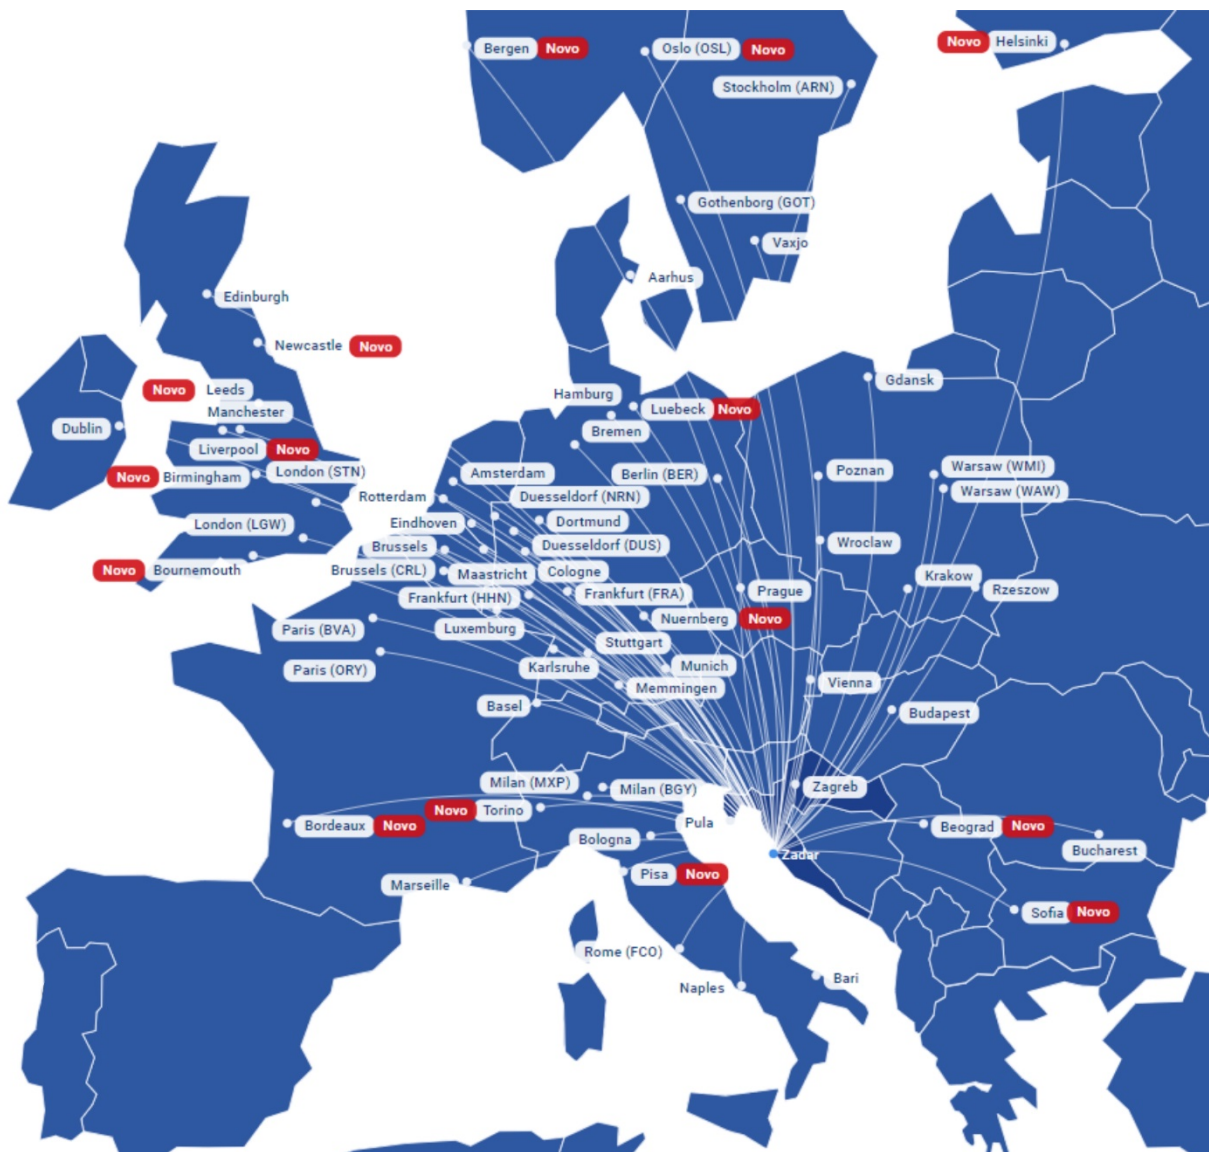 Bergen Novo
Oslo (OSL) Novo
Novo Helsinki
Stockholm (ARN)
Gothenborg (GOT)
Vaxjo
Aarhus
Edinburgh
Newcastle Novo
Novo Leeds
Manchester
Dublin
Liverpool Novo
Novo Birmingham
London (STN)
London (LGW)
Novo Bournemouth
Hamburg
Luebeck Novo
Bremen
Gdansk
Amsterdam
Berlin (BER)
Poznan
Warsaw (WMI)
Warsaw (WAW)
Rotterdam
Duesseldorf (NRN)
Eindhoven
Dortmund
Brussels
Duesseldorf (DUS)
Wroclaw
Brussels (CRL)
Maastricht
Cologne
Krakow
Rzeszow
Frankfurt (HHN)
Frankfurt (FRA)
Prague
Paris (BVA)
Luxemburg
Nuernberg Novo
Stuttgart
Paris (ORY)
Karlsruhe
Munich
Memmingen
Vienna
Basel
Budapest
Milan (MXP)
Milan (BGY)
Zagreb
Novo Torino
Bordeaux Novo
Pula
Beograd Novo
Bologna
Bucharest
Zadar
Marseille
Pisa Novo
Sofia Novo
Rome (FCO)
Naples
Bari